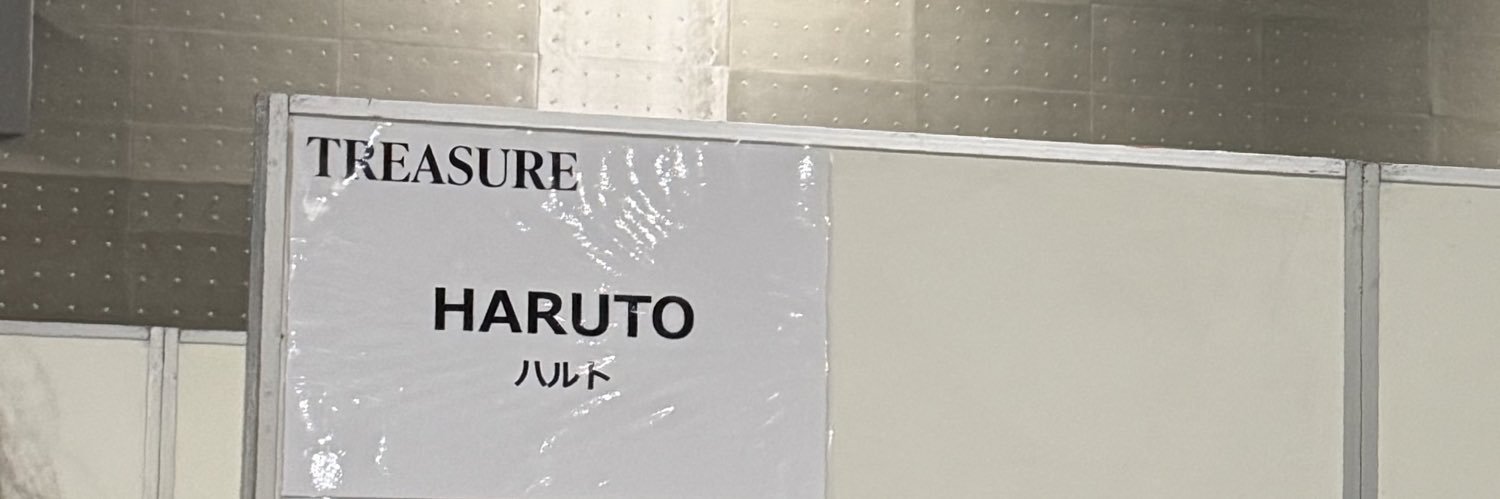 TREASURE
HARUTO
ハルト